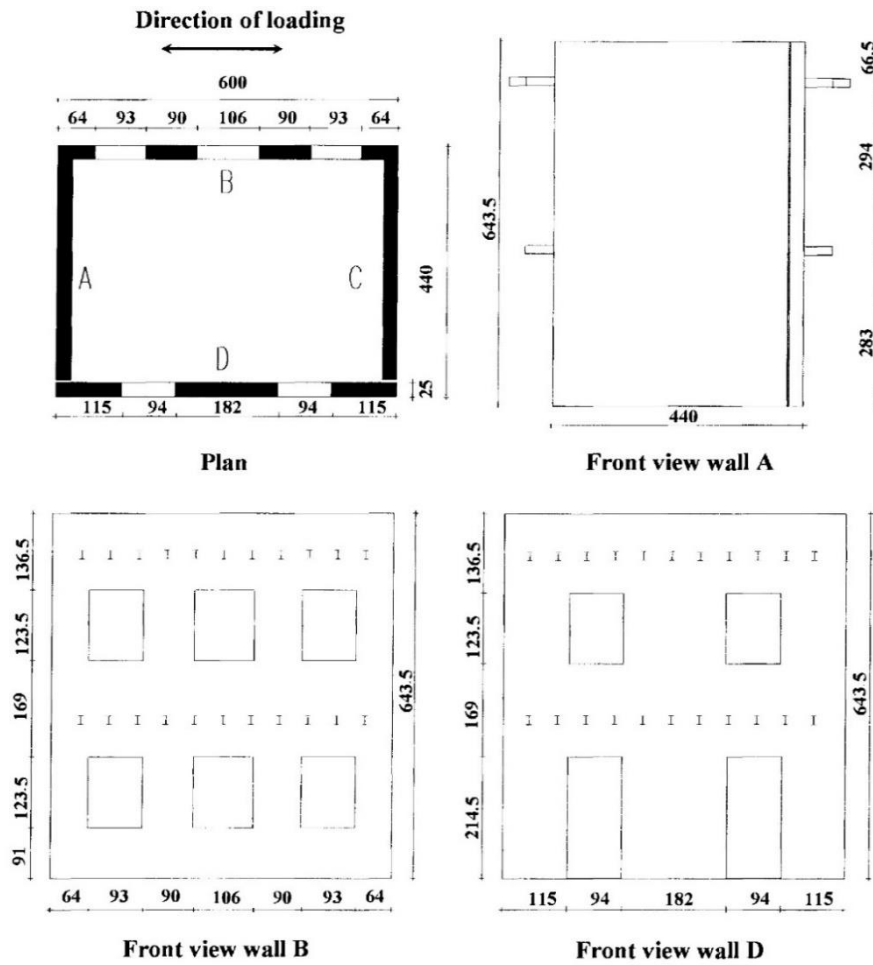 Direction of loading
600
64 93 90 106 90 93 64
B
A
C
D
440
25
115 94 182 94 115
Plan
66.5
294
643.5
283
440
Front view wall A
136.5
123.5
169
123.5
91
643.5
64 93 90 106 90 93 64
Front view wall B
136.5
123.5
169
214.5
643.5
115 94 182 94 115
Front view wall D